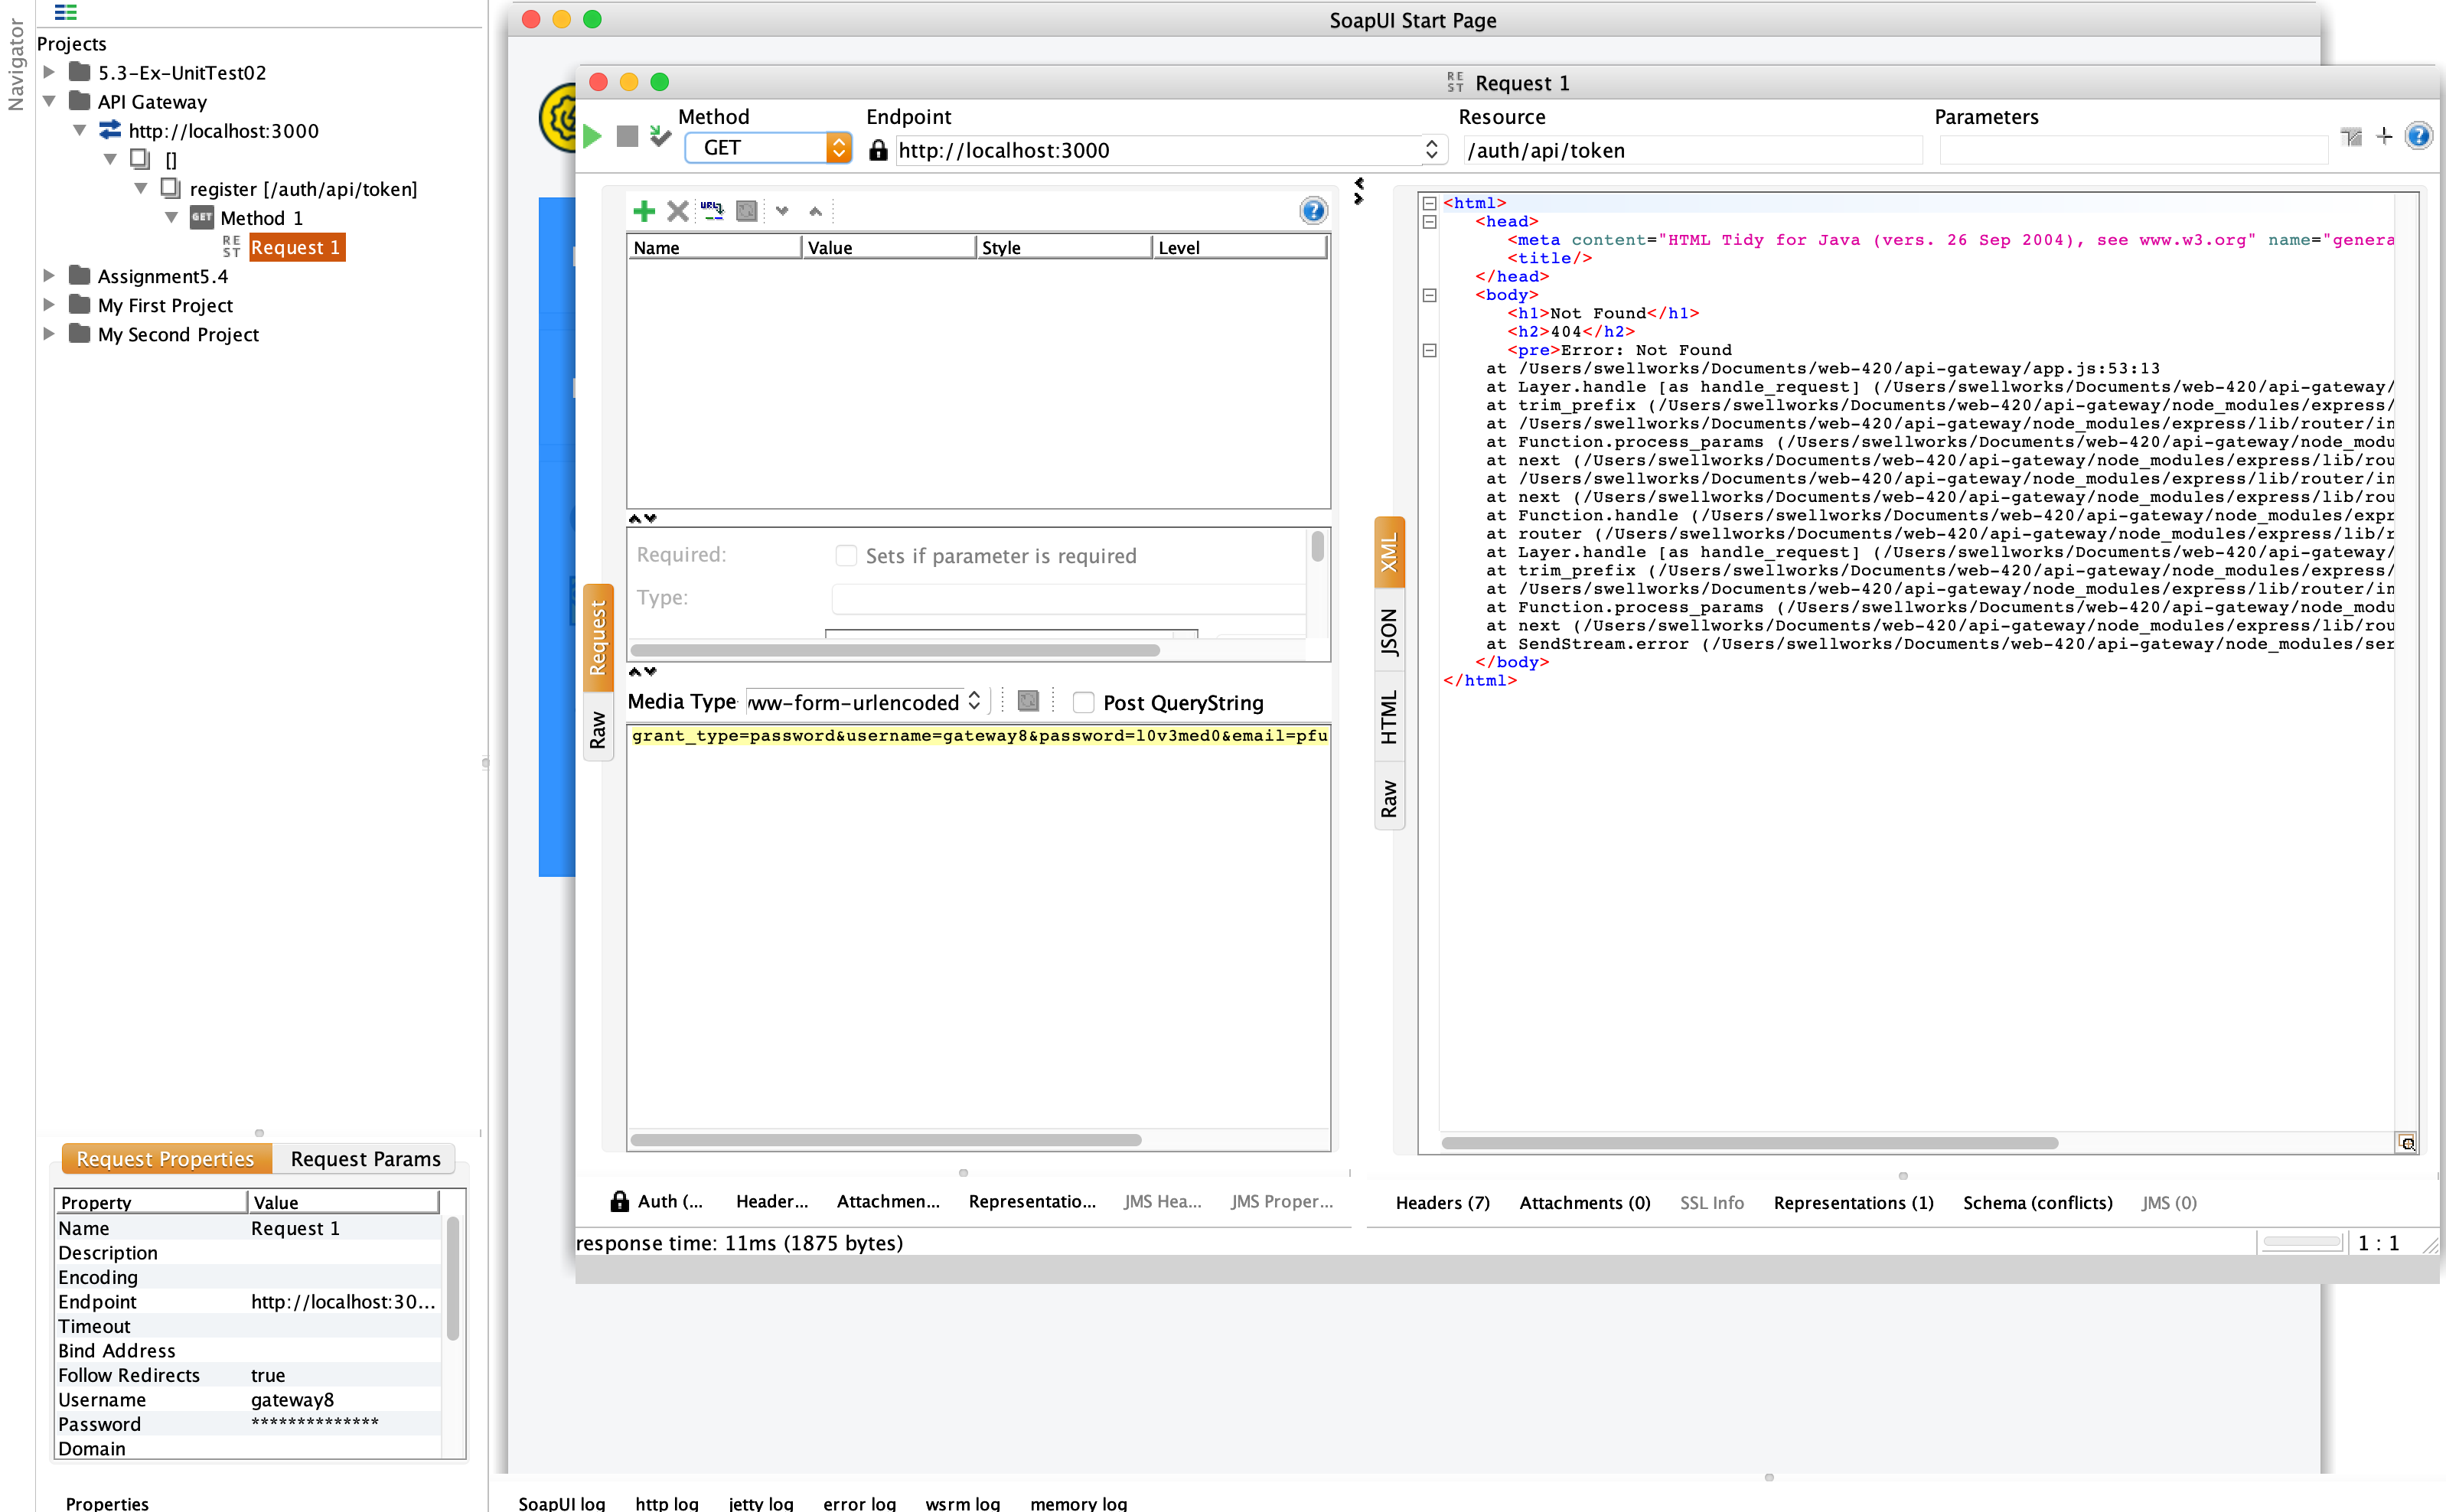 Navigator
Projects
5.3-Ex-UnitTest02
API Gateway
http://localhost:3000
[]
register [/auth/api/token]
GET Method 1
REST Request 1
Assignment5.4
My First Project
My Second Project
Request Properties Request Params
Property Value
Name Request 1
Description
Encoding
Endpoint http://localhost:30...
Timeout
Bind Address
Follow Redirects true
Username gateway8
Password **************
Domain
Properties
SoapUI Start Page
REST Request 1
Method Endpoint Resource Parameters
GET http://localhost:3000 /auth/api/token
Name Value Style Level
Required: Sets if parameter is required
Type:
Request
Raw
Media Type ww-form-urlencoded Post QueryString
grant_type=password&username=gateway8&password=l0v3med0&email=pfu
Auth (... Header... Attachmen... Representatio... JMS Hea... JMS Proper...
response time: 11ms (1875 bytes)
XML
JSON
HTML
Raw
<html>
<head>
<meta content="HTML Tidy for Java (vers. 26 Sep 2004), see www.w3.org" name="genera
<title/>
</head>
<body>
<h1>Not Found</h1>
<h2>404</h2>
<pre>Error: Not Found
at /Users/swellworks/Documents/web-420/api-gateway/app.js:53:13
at Layer.handle [as handle_request] (/Users/swellworks/Documents/web-420/api-gateway/
at trim_prefix (/Users/swellworks/Documents/web-420/api-gateway/node_modules/express/
at /Users/swellworks/Documents/web-420/api-gateway/node_modules/express/lib/router/in
at Function.process_params (/Users/swellworks/Documents/web-420/api-gateway/node_modu
at next (/Users/swellworks/Documents/web-420/api-gateway/node_modules/express/lib/rou
at /Users/swellworks/Documents/web-420/api-gateway/node_modules/express/lib/router/in
at next (/Users/swellworks/Documents/web-420/api-gateway/node_modules/express/lib/rou
at Function.handle (/Users/swellworks/Documents/web-420/api-gateway/node_modules/expr
at router (/Users/swellworks/Documents/web-420/api-gateway/node_modules/express/lib/r
at Layer.handle [as handle_request] (/Users/swellworks/Documents/web-420/api-gateway/
at trim_prefix (/Users/swellworks/Documents/web-420/api-gateway/node_modules/express/
at /Users/swellworks/Documents/web-420/api-gateway/node_modules/express/lib/router/in
at Function.process_params (/Users/swellworks/Documents/web-420/api-gateway/node_modu
at next (/Users/swellworks/Documents/web-420/api-gateway/node_modules/express/lib/rou
at SendStream.error (/Users/swellworks/Documents/web-420/api-gateway/node_modules/ser
</body>
</html>
Headers (7) Attachments (0) SSL Info Representations (1) Schema (conflicts) JMS (0)
1 : 1
SoapUI log http log jetty log error log wsrm log memory log